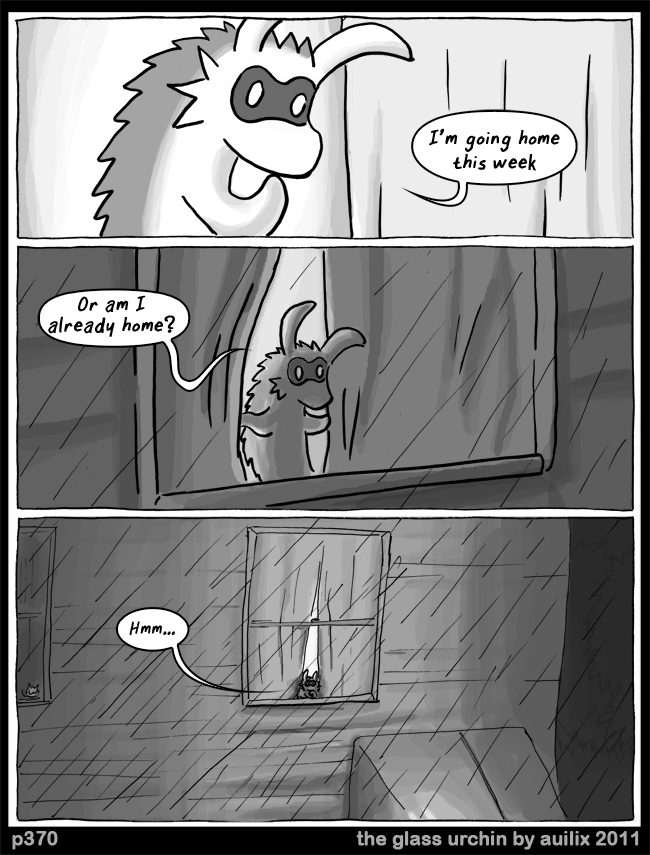 I'm going home
this week
Or am I
already home?
Hmm...
p370
the glass urchin by auilix 2011